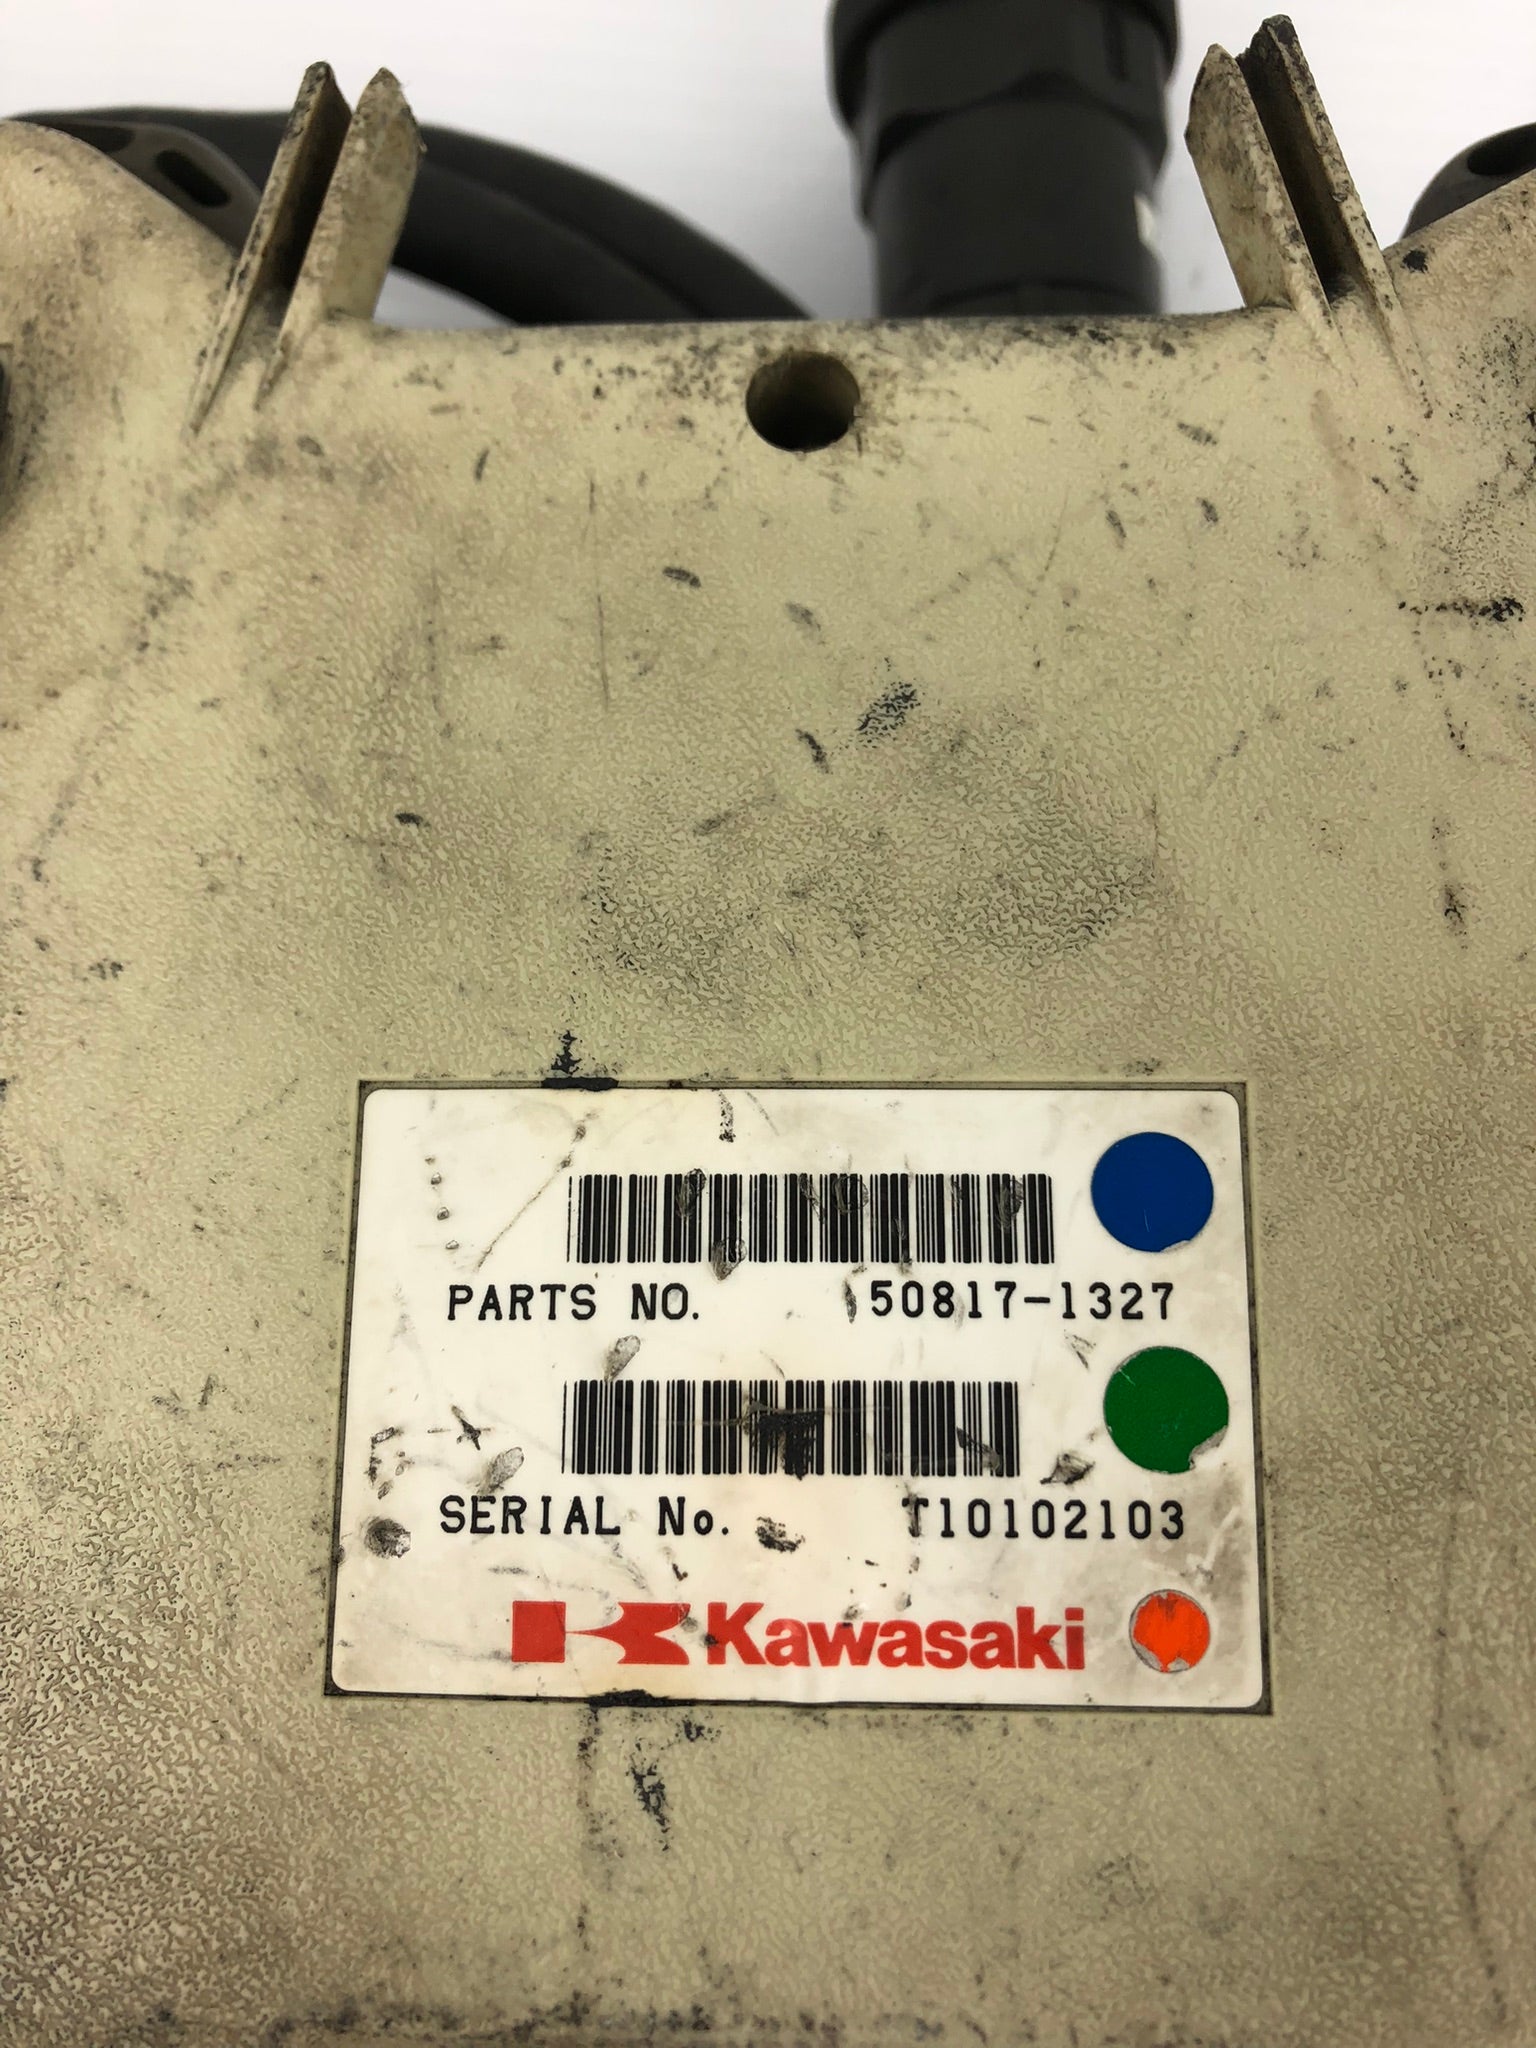 PARTS NO. 50817-1327
SERIAL No. T10102103
Kawasaki